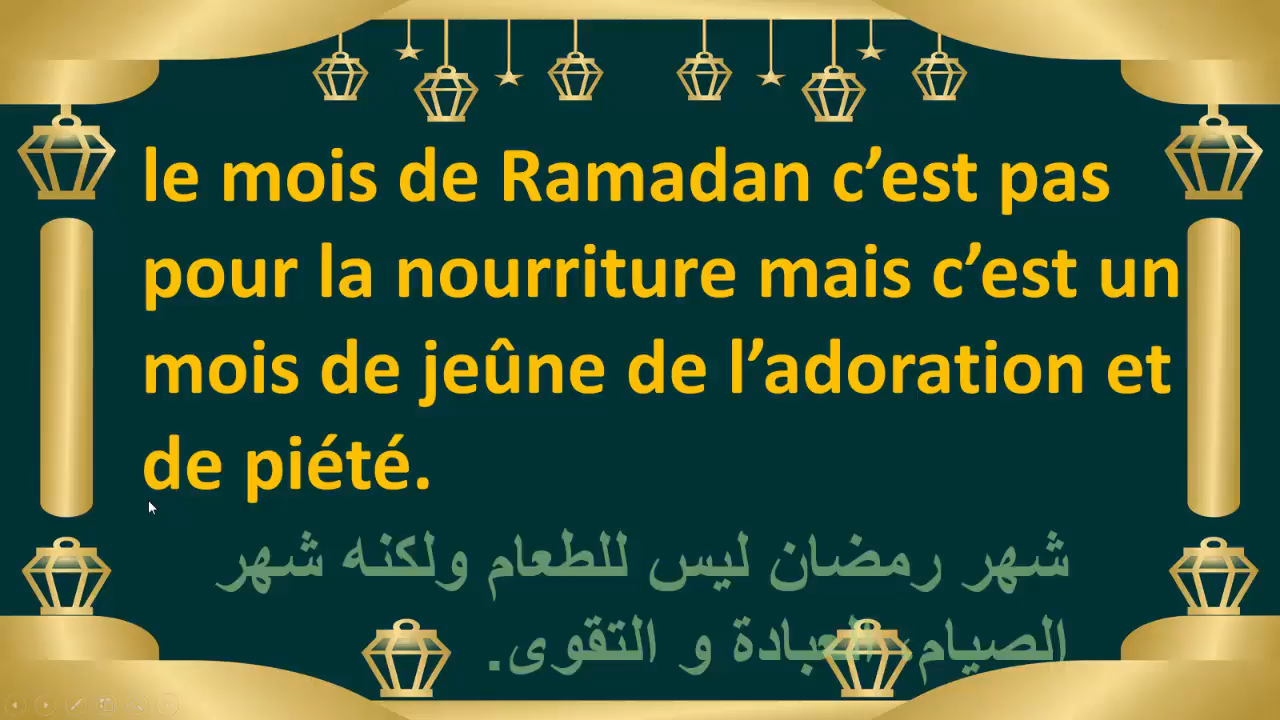 le mois de Ramadan c’est pas
pour la nourriture mais c’est un
mois de jeûne de l’adoration et
de piété.
شهر رمضان ليس للطعام ولكنه شهر
الصيام، العبادة و التقوى.